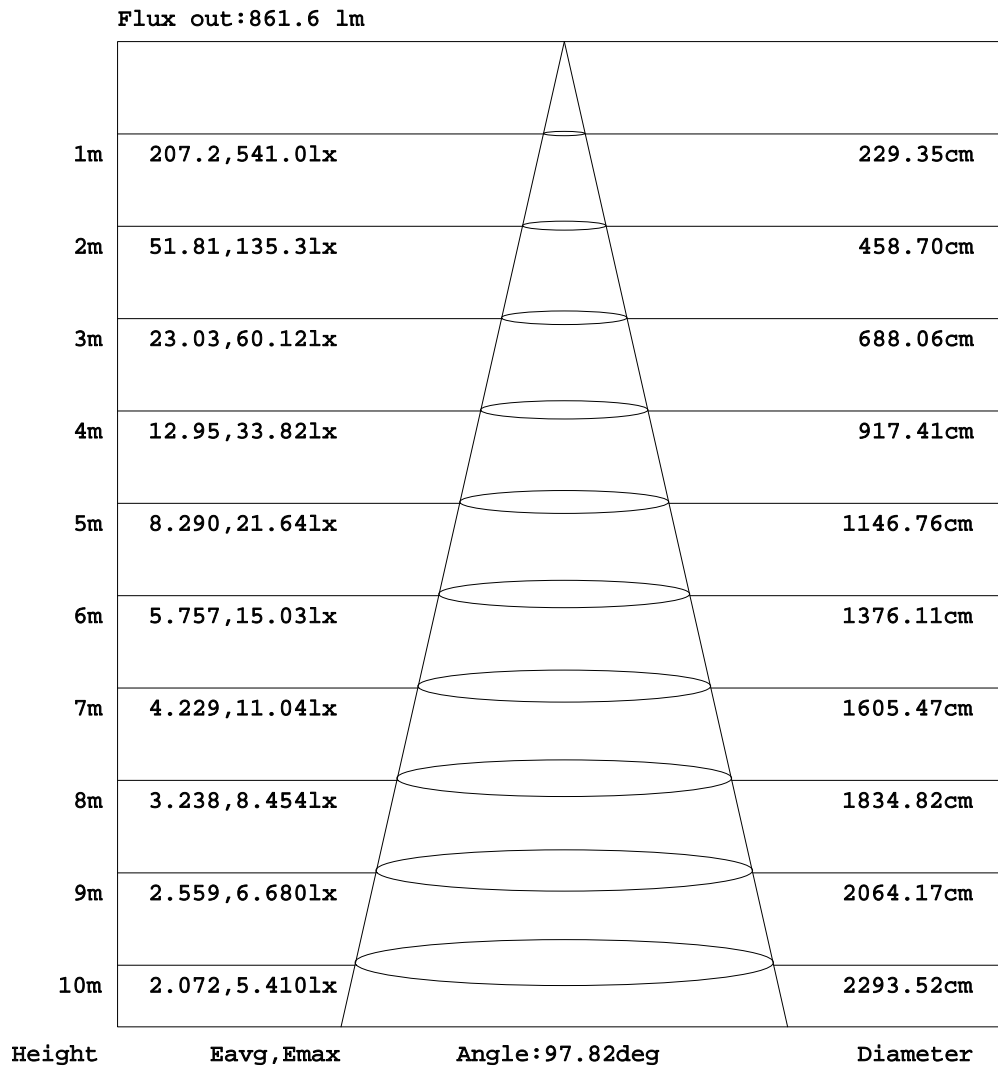 Flux out:861.6 lm
1m 207.2,541.0lx 229.35cm
2m 51.81,135.3lx 458.70cm
3m 23.03,60.12lx 688.06cm
4m 12.95,33.82lx 917.41cm
5m 8.290,21.64lx 1146.76cm
6m 5.757,15.03lx 1376.11cm
7m 4.229,11.04lx 1605.47cm
8m 3.238,8.454lx 1834.82cm
9m 2.559,6.680lx 2064.17cm
10m 2.072,5.410lx 2293.52cm
Height Eavg,Emax Angle:97.82deg Diameter